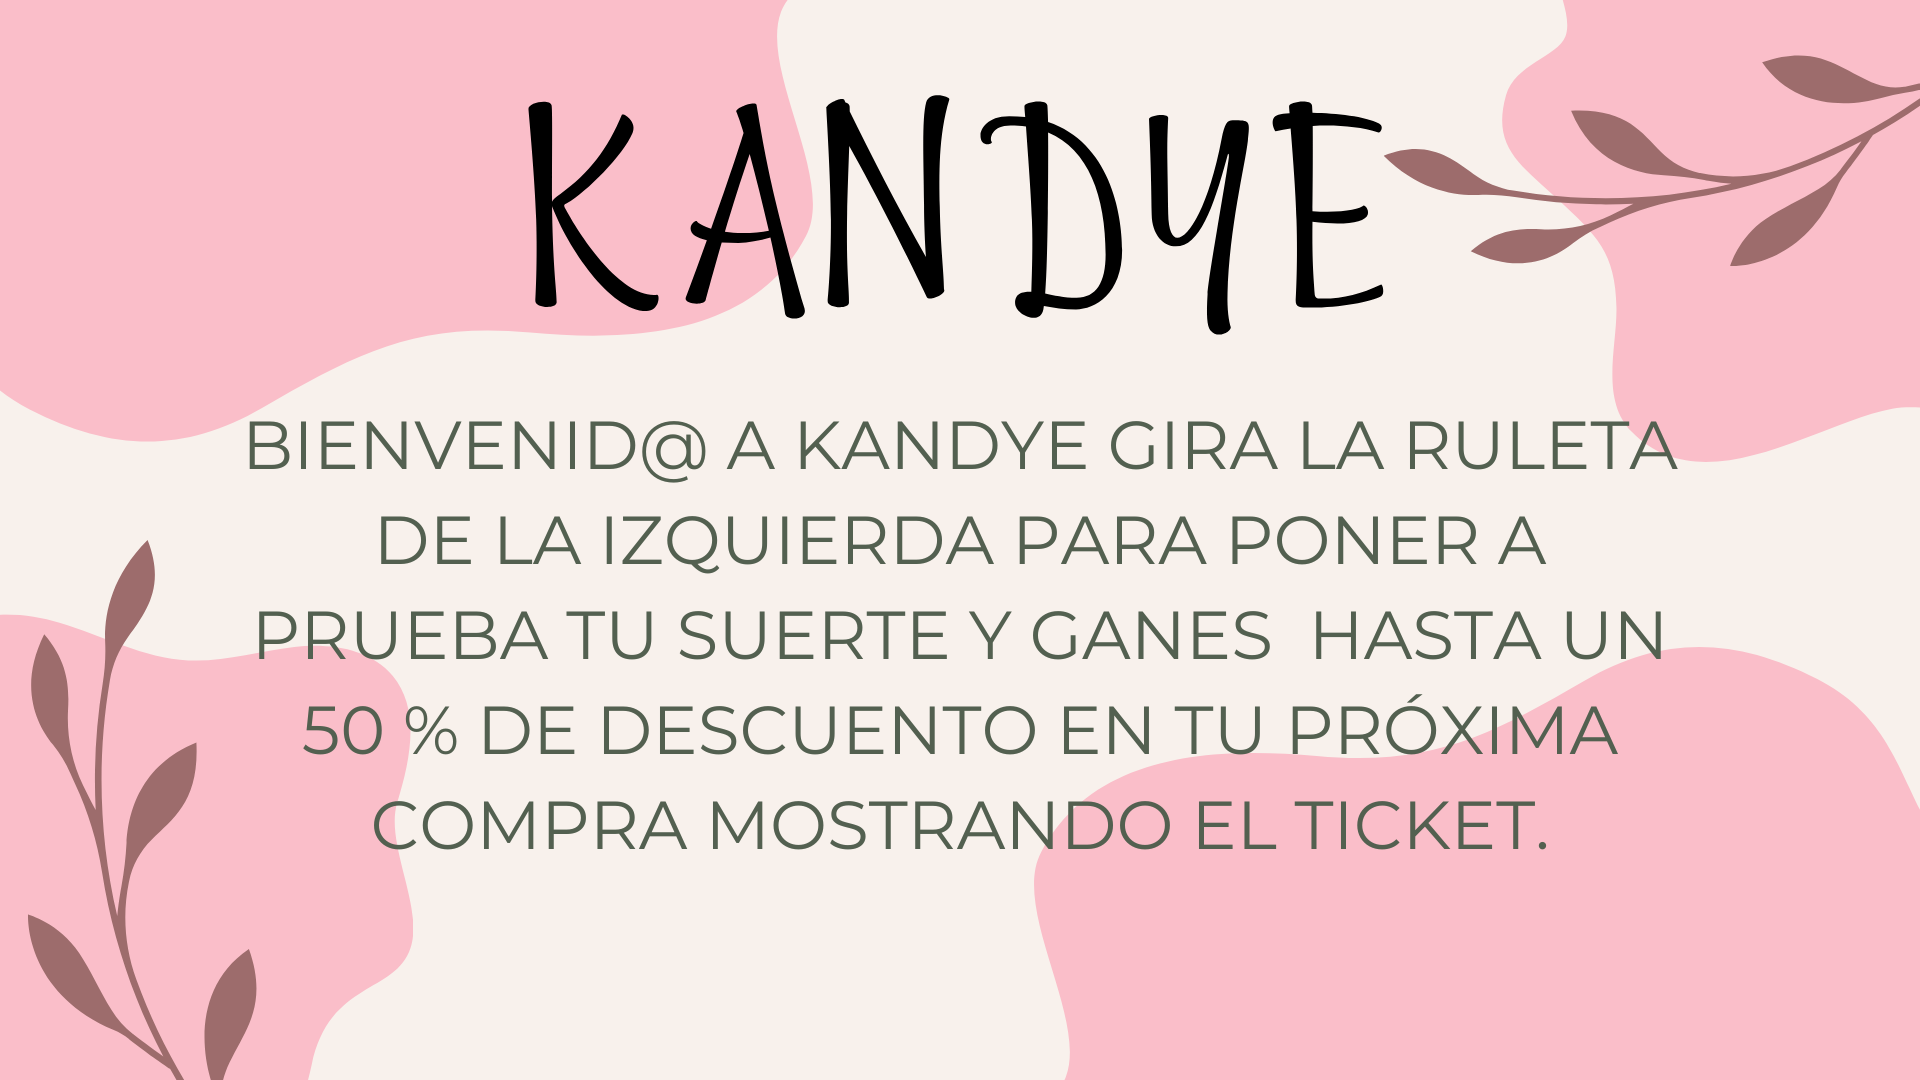 KANDYE
BIENVENID@ A KANDYE GIRA LA RULETA
DE LA IZQUIERDA PARA PONER A
PRUEBA TU SUERTE Y GANES  HASTA UN
50 % DE DESCUENTO EN TU PRÓXIMA
COMPRA MOSTRANDO EL TICKET.